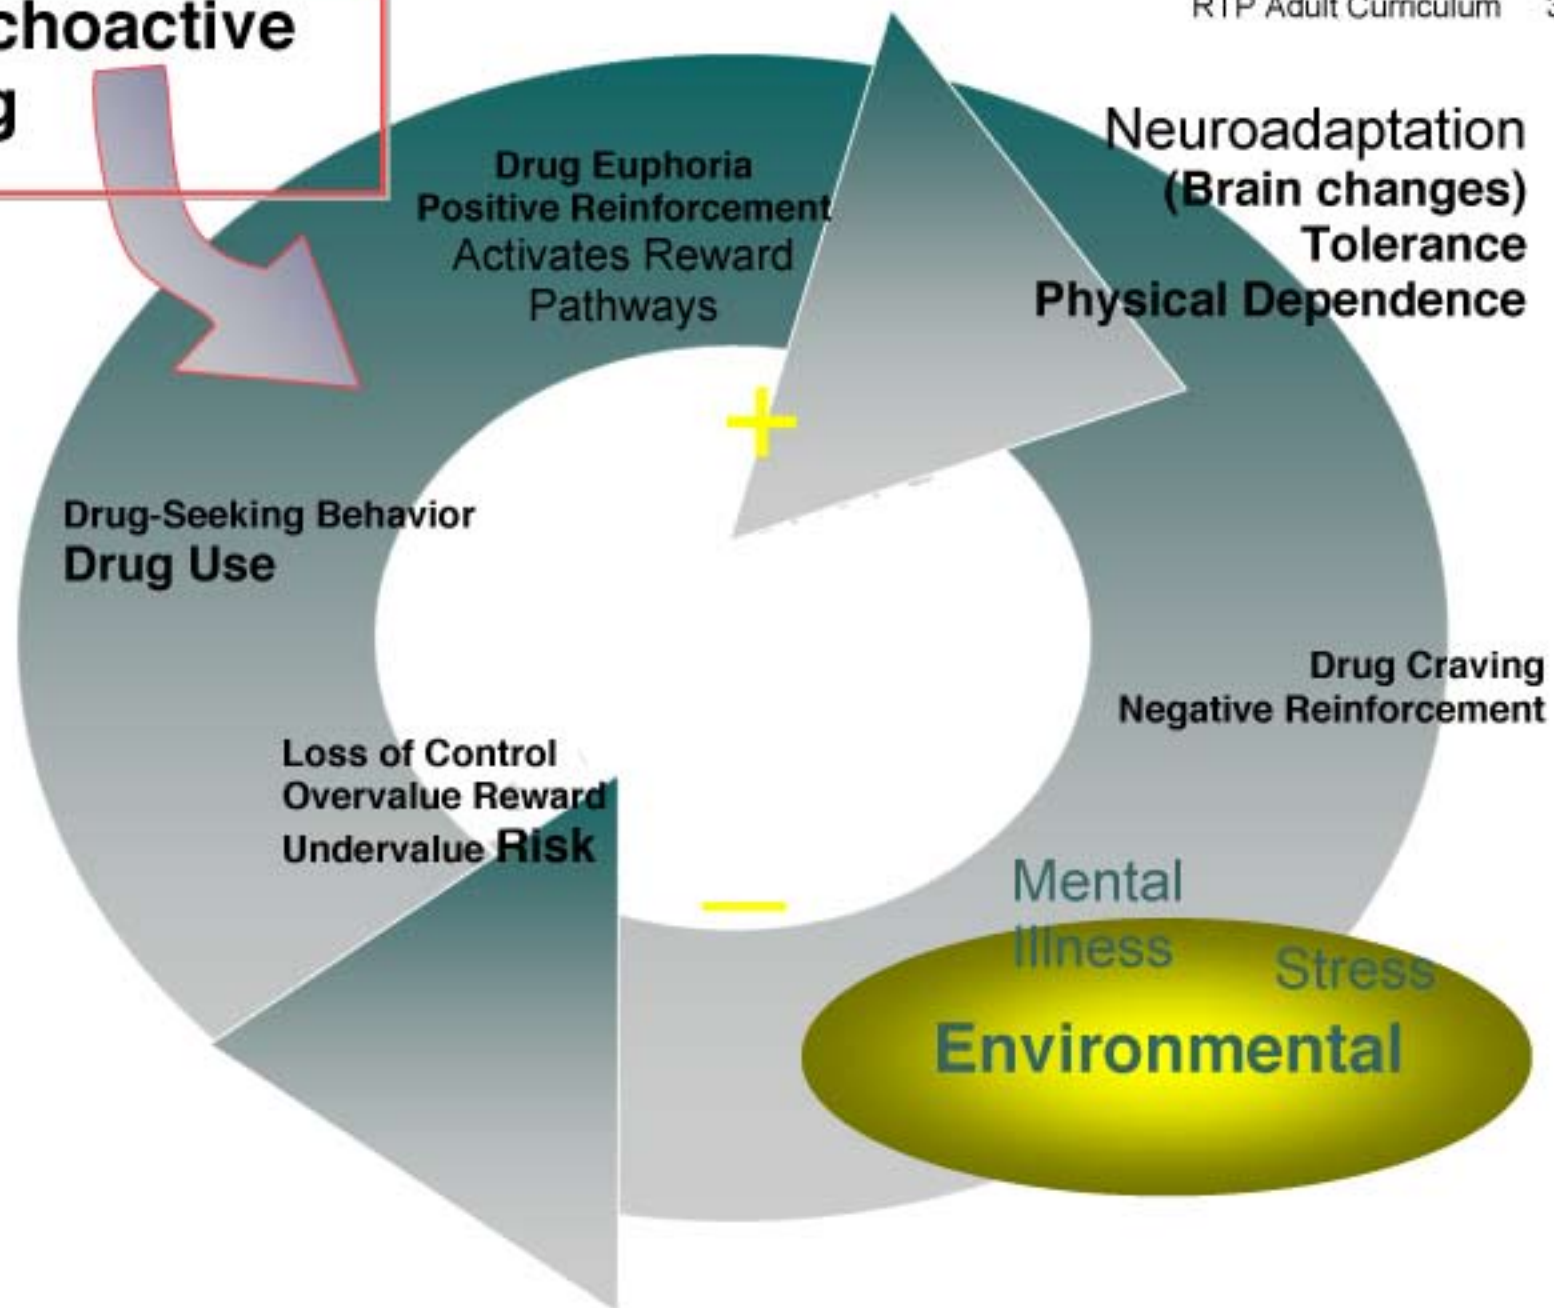 choactive
g
RTP Adult Curriculum 3
Drug Euphoria
Positive Reinforcement
Activates Reward
Pathways
Neuroadaptation
(Brain changes)
Tolerance
Physical Dependence
+
Drug-Seeking Behavior
Drug Use
Drug Craving
Negative Reinforcement
Loss of Control
Overvalue Reward
Undervalue Risk
—
Mental
Illness
Stress
Environmental